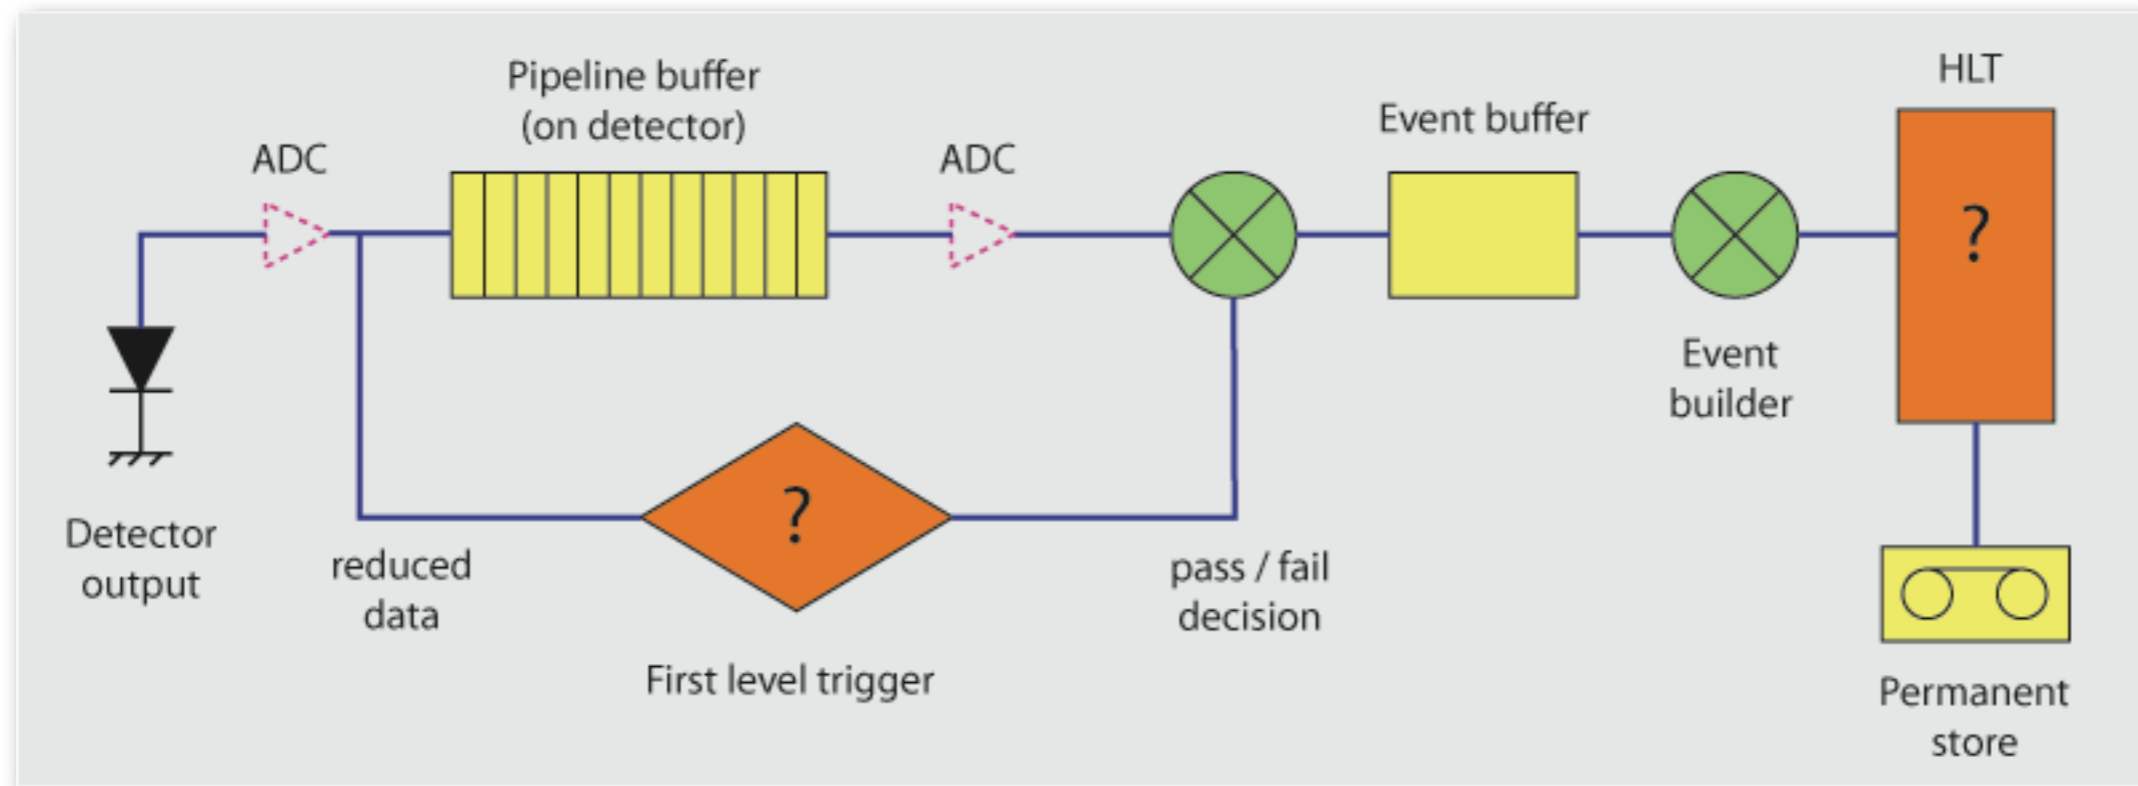 Pipeline buffer
(on detector)
ADC
ADC
Event buffer
HLT
?
Event
builder
Detector
output
reduced
data
?
First level trigger
pass / fail
decision
Permanent
store